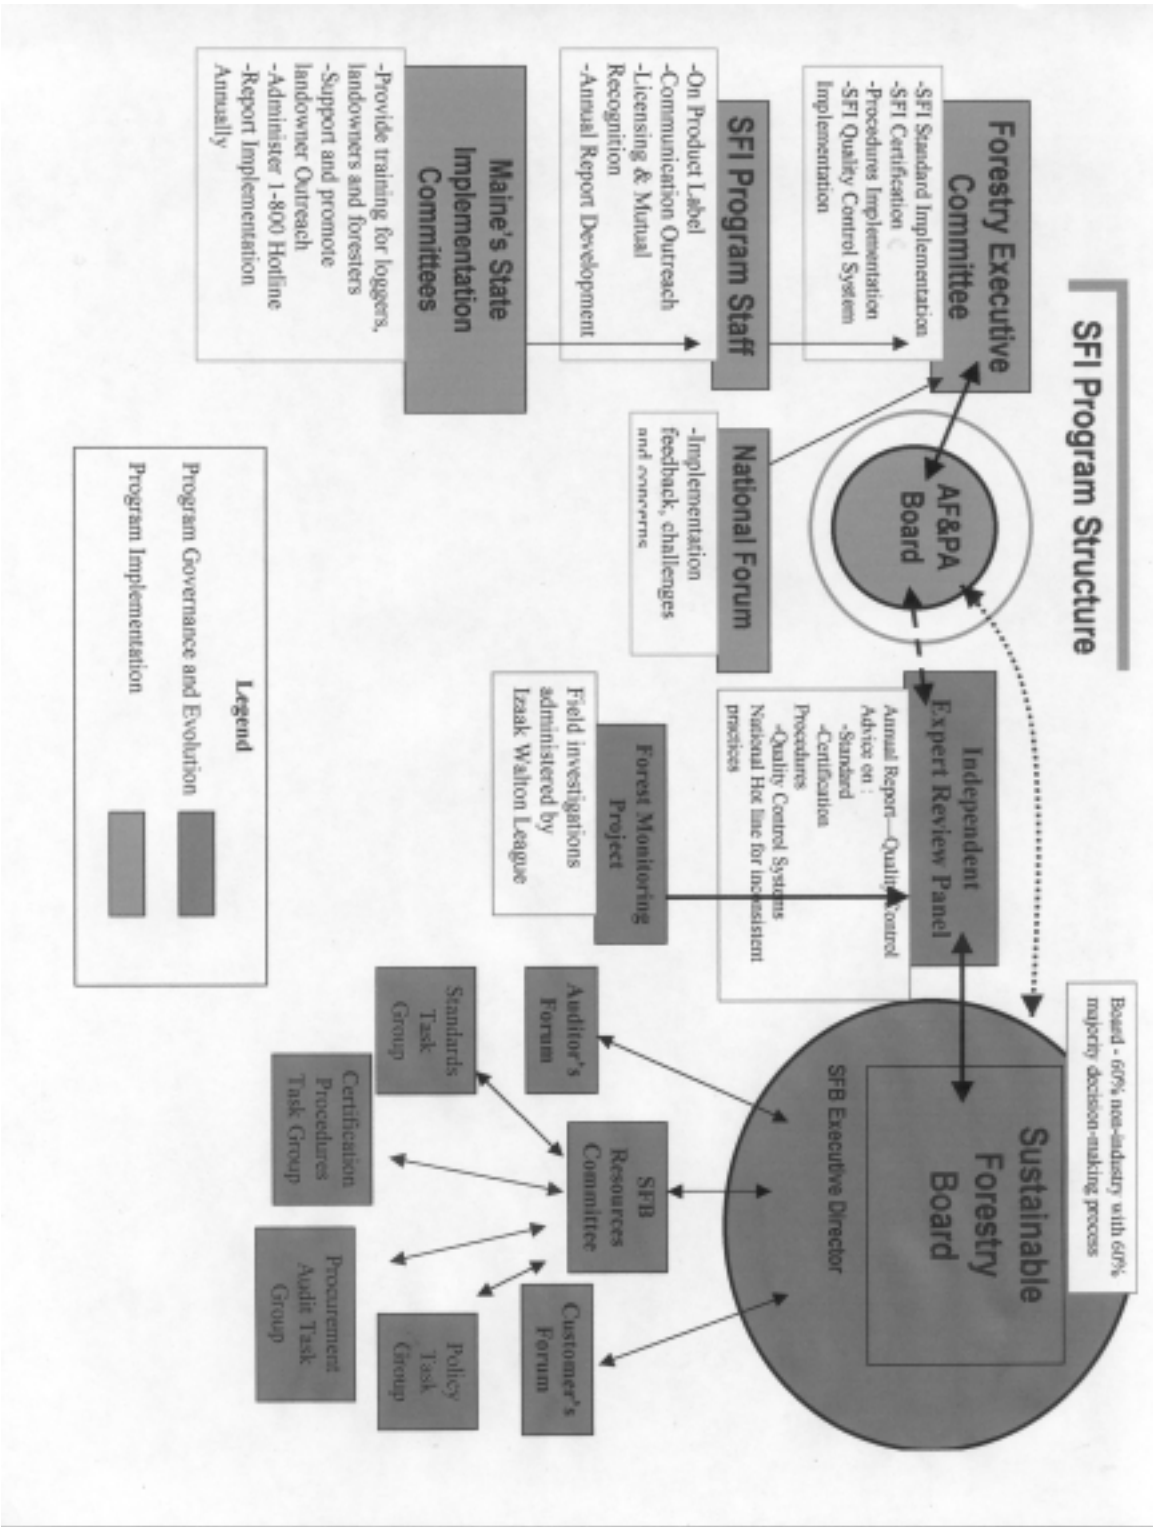 SFI Program Structure
Forestry Executive
Committee
-SFI Standard Implementation
-SFI Certification
-Procedures Implementation
-SFI Quality Control System
Implementation
SFI Program Staff
-On Product Label
-Communication Outreach
-Licensing & Mutual
Recognition
-Annual Report Development
Maine's State
Implementation
Committees
-Provide training for loggers,
landowners and foresters
-Support and promote
landowner Outreach
-Administer 1-800 Hotline
-Report Implementation
Annually
AF&PA
Board
National Forum
-Implementation
feedback, challenges
and concerns
Independent
Expert Review Panel
Annual Report—Quality Control
Advice on :
-Standard
-Certification
Procedures
-Quality Control Systems
National Hot line for inconsistent
practices
Forest Monitoring
Project
Field investigations
administered by
Izaak Walton League
Board - 60% non-industry with 60%
majority decision-making process
Sustainable
Forestry
Board
SFB Executive Director
Auditor's
Forum
SFB
Resources
Committee
Customer's
Forum
Standards
Task
Group
Certification
Procedures
Task Group
Procurement
Audit Task
Group
Policy
Task
Group
Legend
Program Governance and Evolution
Program Implementation